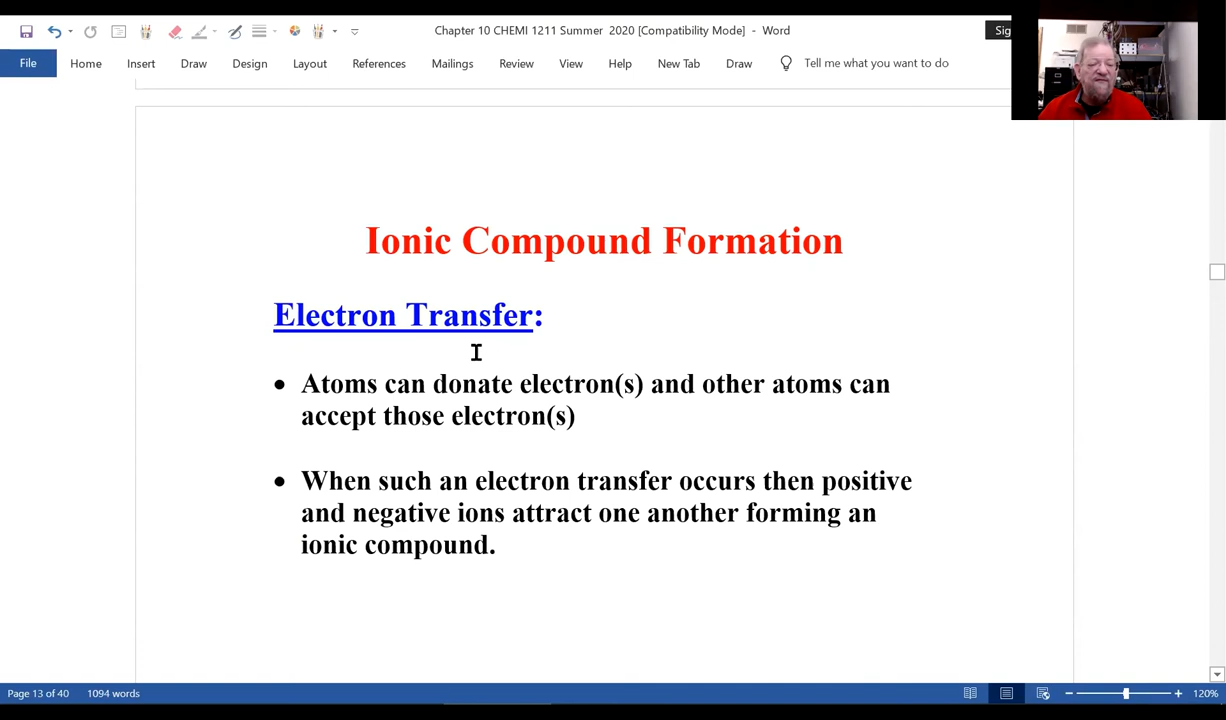 Chapter 10 CHEMI 1211 Summer 2020 [Compatibility Mode] - Word
Sig
File Home Insert Draw Design Layout References Mailings Review View Help New Tab Draw Tell me what you want to do
Ionic Compound Formation
Electron Transfer:
• Atoms can donate electron(s) and other atoms can
accept those electron(s)
• When such an electron transfer occurs then positive
and negative ions attract one another forming an
ionic compound.
Page 13 of 40 1094 words 120%